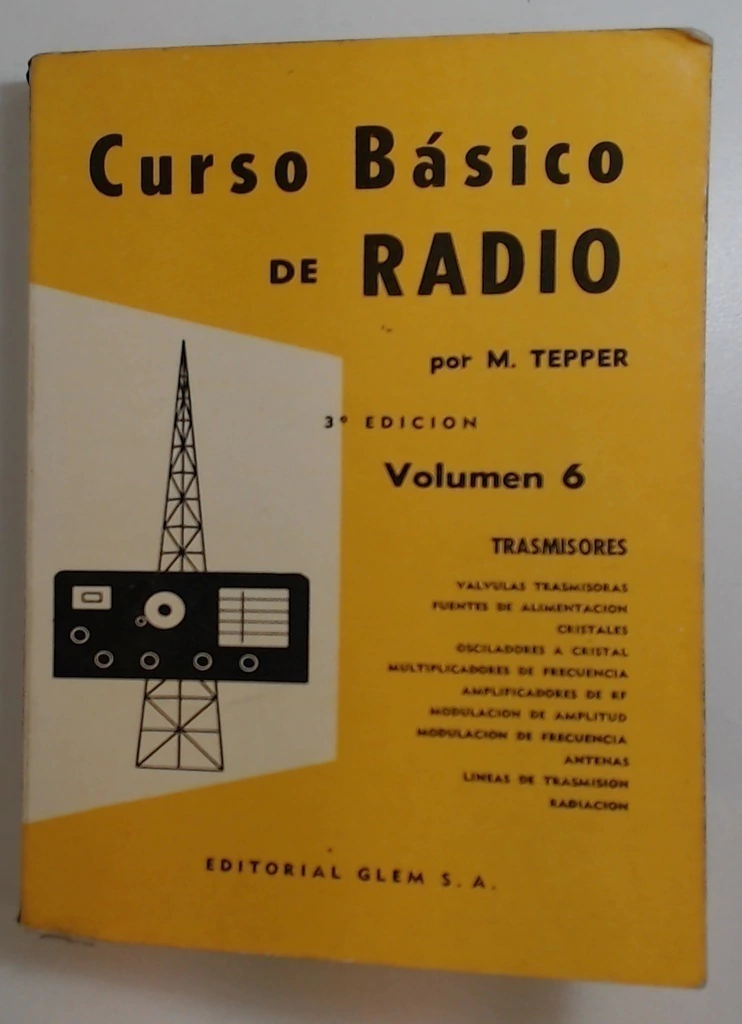 Curso Básico
DE RADIO
por M. TEPPER
3º EDICION
Volumen 6
TRASMISORES
VALVULAS TRASMISORAS
FUENTES DE ALIMENTACION
CRISTALES
OSCILADORES A CRISTAL
MULTIPLICADORES DE FRECUENCIA
AMPLIFICADORES DE RF
MODULACION DE AMPLITUD
MODULACION DE FRECUENCIA
ANTENAS
LINEAS DE TRASMISION
RADIACION
EDITORIAL GLEM S. A.